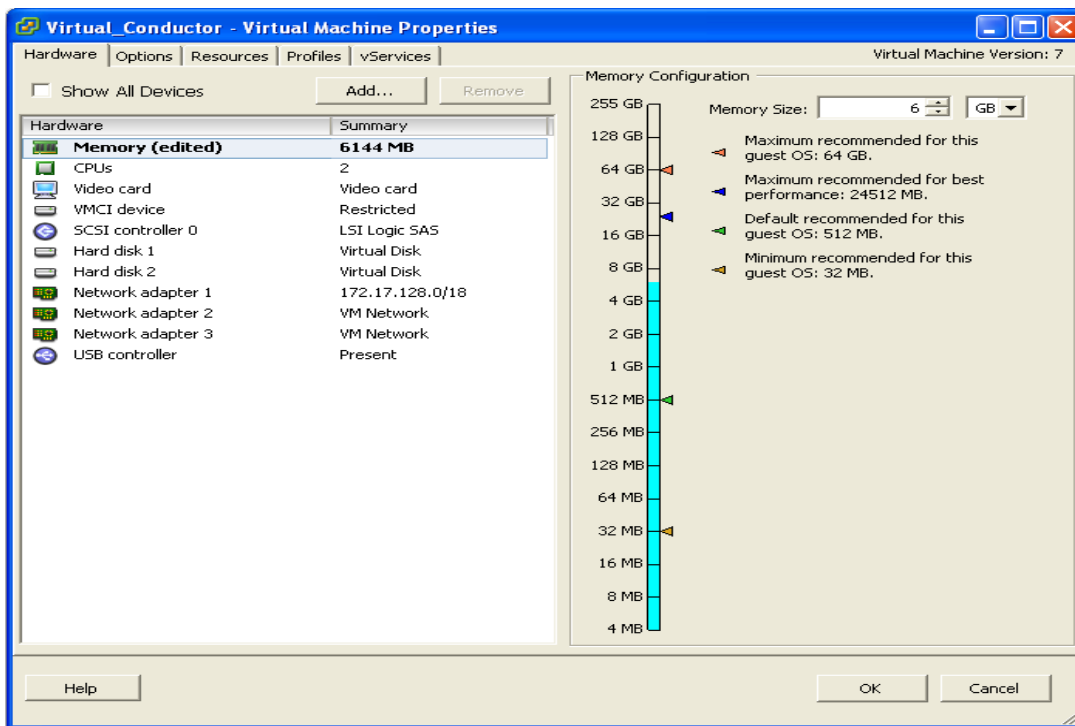 Virtual_Conductor - Virtual Machine Properties
Hardware Options Resources Profiles vServices
Virtual Machine Version: 7
Show All Devices
Add...
Remove
Hardware Summary
Memory (edited) 6144 MB
CPUs 2
Video card Video card
VMCI device Restricted
SCSI controller 0 LSI Logic SAS
Hard disk 1 Virtual Disk
Hard disk 2 Virtual Disk
Network adapter 1 172.17.128.0/18
Network adapter 2 VM Network
Network adapter 3 VM Network
USB controller Present
Memory Configuration
255 GB
128 GB
64 GB
32 GB
16 GB
8 GB
4 GB
2 GB
1 GB
512 MB
256 MB
128 MB
64 MB
32 MB
16 MB
8 MB
4 MB
Memory Size: 6 GB
Maximum recommended for this
guest OS: 64 GB.
Maximum recommended for best
performance: 24512 MB.
Default recommended for this
guest OS: 512 MB.
Minimum recommended for this
guest OS: 32 MB.
Help
OK
Cancel